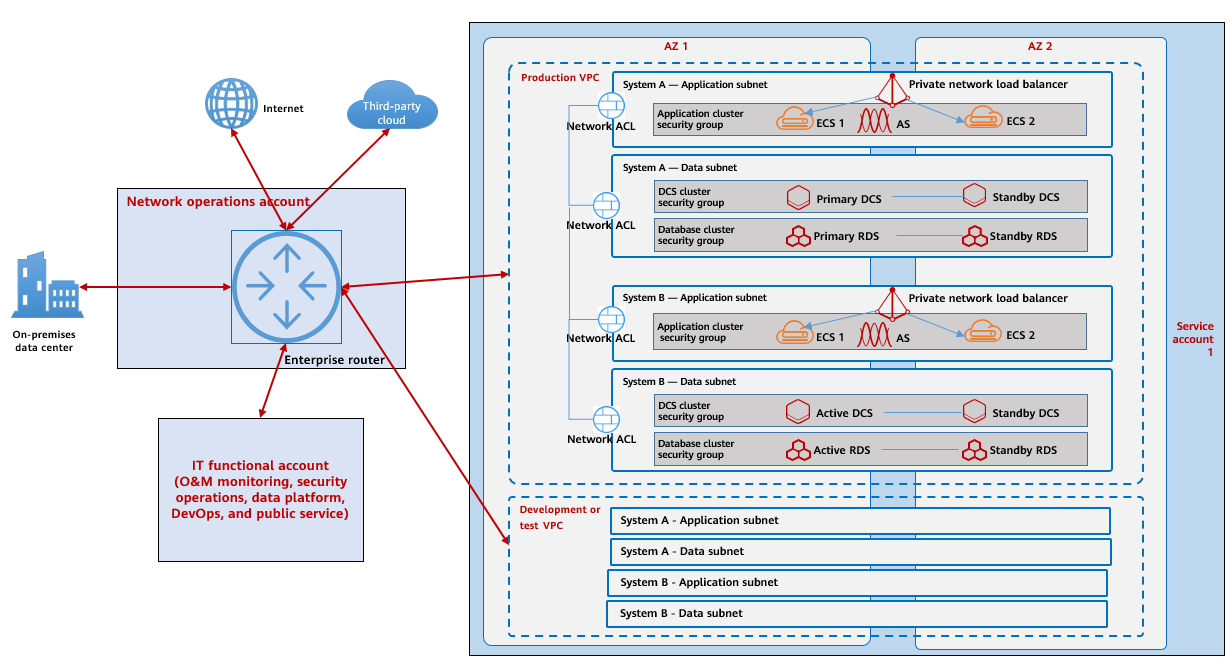 Internet
Third-party
cloud
Network operations account
Enterprise router
On-premises
data center
IT functional account
(O&M monitoring, security
operations, data platform,
DevOps, and public service)
AZ 1
AZ 2
Service
account
1
Production VPC
System A — Application subnet
Private network load balancer
Network ACL
Application cluster
security group
ECS 1
AS
ECS 2
System A — Data subnet
Network ACL
DCS cluster
security group
Primary DCS
Standby DCS
Database cluster
security group
Primary RDS
Standby RDS
System B — Application subnet
Private network load balancer
Network ACL
Application cluster
security group
ECS 1
AS
ECS 2
System B — Data subnet
Network ACL
DCS cluster
security group
Active DCS
Standby DCS
Database cluster
security group
Active RDS
Standby RDS
Development or
test VPC
System A - Application subnet
System A - Data subnet
System B - Application subnet
System B - Data subnet